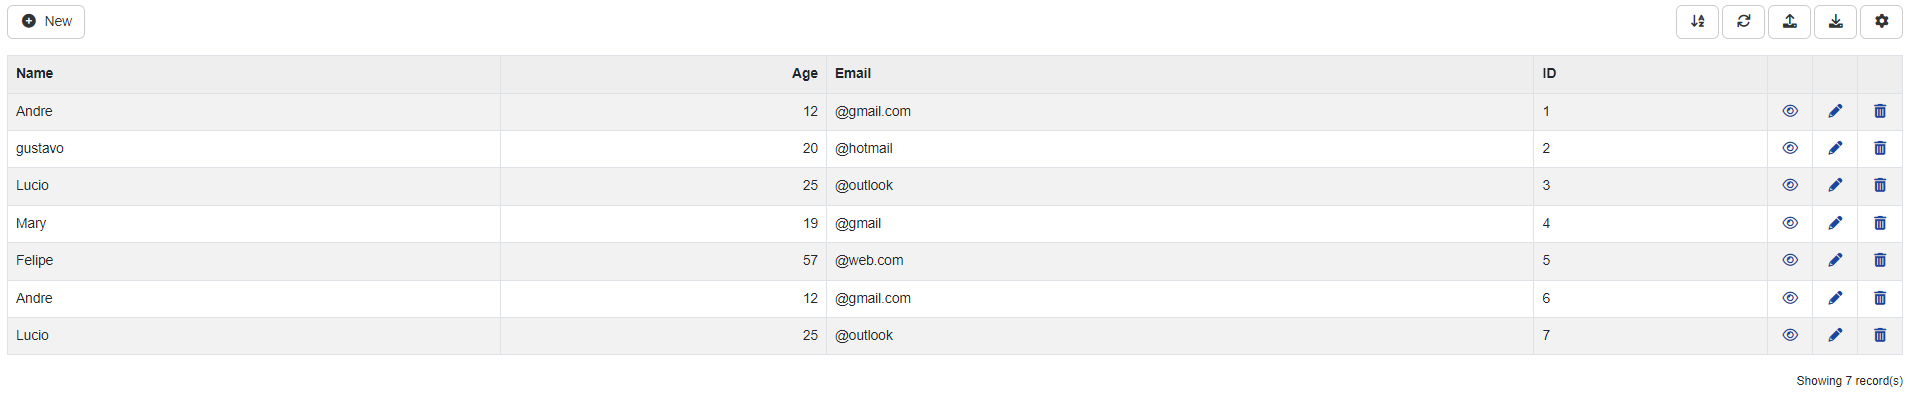 New
Name Age Email ID
Andre 12 @gmail.com 1
gustavo 20 @hotmail 2
Lucio 25 @outlook 3
Mary 19 @gmail 4
Felipe 57 @web.com 5
Andre 12 @gmail.com 6
Lucio 25 @outlook 7
Showing 7 record(s)